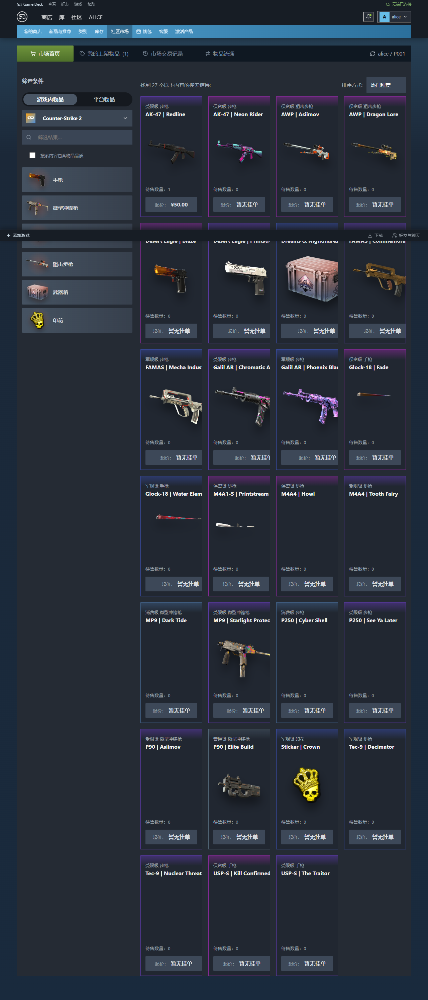 Game Deck 查看 好友 游戏 帮助 云端已连接
商店 库 社区 ALICE A alice
您的商店 新品与推荐 类别 库存 社区市场 钱包 客服 激活产品
市场首页 我的上架物品 (1) 市场交易记录 物品流通 alice / P001
筛选条件
游戏内物品 平台物品
CS2 Counter-Strike 2
筛选结果...
搜索内容包含物品品质
手枪
微型冲锋枪
狙击步枪
武器箱
印花
找到 27 个以下内容的搜索结果:
排序方式: 热门程度
受限级 步枪
AK-47 | Redline
待售数量: 1
起价: ¥50.00
保密级 步枪
AK-47 | Neon Rider
待售数量: 0
起价: 暂无挂单
保密级 狙击步枪
AWP | Asiimov
待售数量: 0
起价: 暂无挂单
保密级 狙击步枪
AWP | Dragon Lore
待售数量: 0
起价: 暂无挂单
添加游戏 下载 好友与聊天
Desert Eagle | Blaze
待售数量: 0
起价: 暂无挂单
Desert Eagle | Printstr
待售数量: 0
起价: 暂无挂单
Dreams & Nightmares
待售数量: 0
起价: 暂无挂单
FAMAS | Commemora
待售数量: 0
起价: 暂无挂单
军规级 步枪
FAMAS | Mecha Indust
待售数量: 0
起价: 暂无挂单
受限级 步枪
Galil AR | Chromatic A
待售数量: 0
起价: 暂无挂单
军规级 步枪
Galil AR | Phoenix Blac
待售数量: 0
起价: 暂无挂单
保密级 手枪
Glock-18 | Fade
待售数量: 0
起价: 暂无挂单
军规级 手枪
Glock-18 | Water Elem
待售数量: 0
起价: 暂无挂单
保密级 步枪
M4A1-S | Printstream
待售数量: 0
起价: 暂无挂单
保密级 步枪
M4A4 | Howl
待售数量: 0
起价: 暂无挂单
受限级 步枪
M4A4 | Tooth Fairy
待售数量: 0
起价: 暂无挂单
消费级 微型冲锋枪
MP9 | Dark Tide
待售数量: 0
起价: 暂无挂单
受限级 微型冲锋枪
MP9 | Starlight Protec
待售数量: 0
起价: 暂无挂单
消费级 步枪
P250 | Cyber Shell
待售数量: 0
起价: 暂无挂单
受限级 步枪
P250 | See Ya Later
待售数量: 0
起价: 暂无挂单
受限级 微型冲锋枪
P90 | Asiimov
待售数量: 0
起价: 暂无挂单
普通级 微型冲锋枪
P90 | Elite Build
待售数量: 0
起价: 暂无挂单
军规级 印花
Sticker | Crown
待售数量: 0
起价: 暂无挂单
军规级 步枪
Tec-9 | Decimator
待售数量: 0
起价: 暂无挂单
受限级 步枪
Tec-9 | Nuclear Threat
待售数量: 0
起价: 暂无挂单
保密级 手枪
USP-S | Kill Confirmed
待售数量: 0
起价: 暂无挂单
受限级 手枪
USP-S | The Traitor
待售数量: 0
起价: 暂无挂单